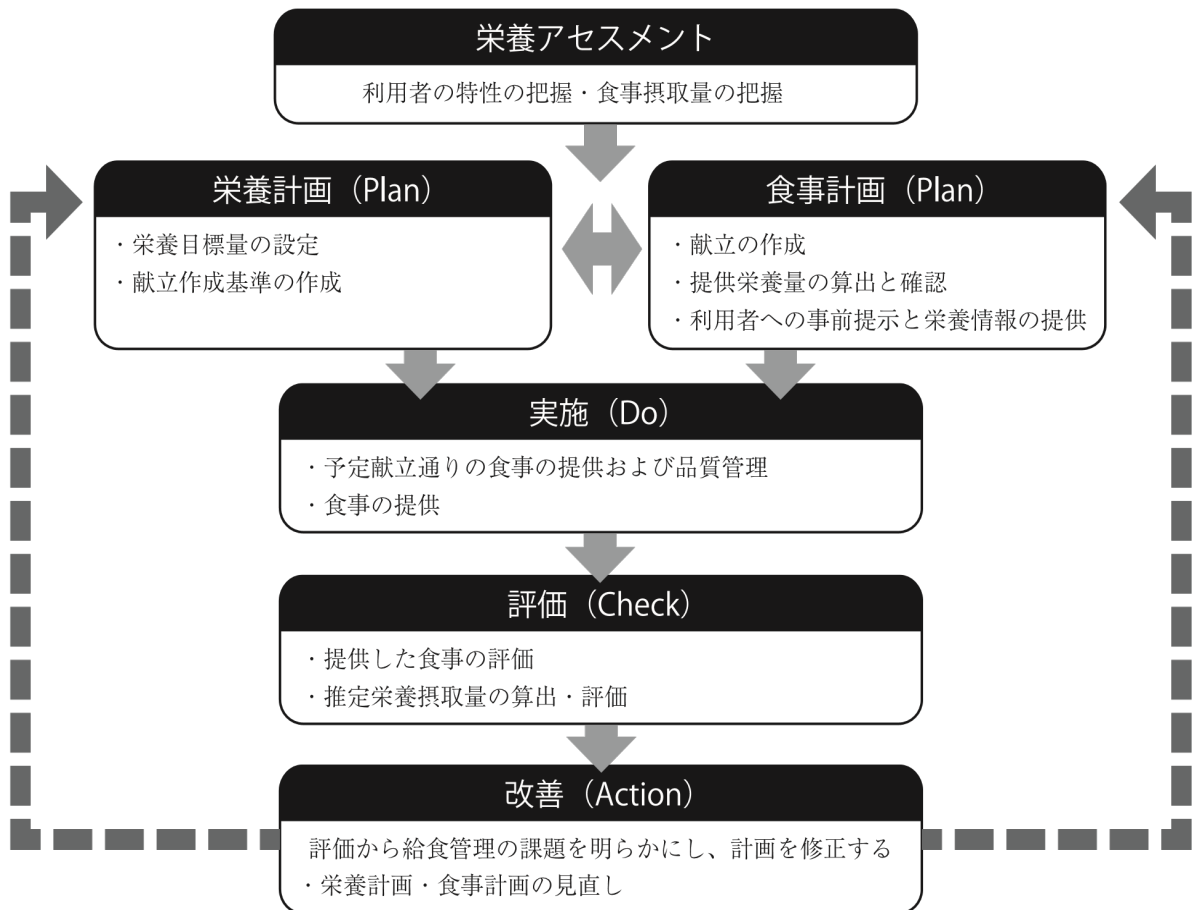 栄養アセスメント
利用者の特性の把握・食事摂取量の把握
栄養計画（Plan）
・栄養目標量の設定
・献立作成基準の作成
食事計画（Plan）
・献立の作成
・提供栄養量の算出と確認
・利用者への事前提示と栄養情報の提供
実施（Do）
・予定献立通りの食事の提供および品質管理
・食事の提供
評価（Check）
・提供した食事の評価
・推定栄養摂取量の算出・評価
改善（Action）
評価から給食管理の課題を明らかにし、計画を修正する
・栄養計画・食事計画の見直し